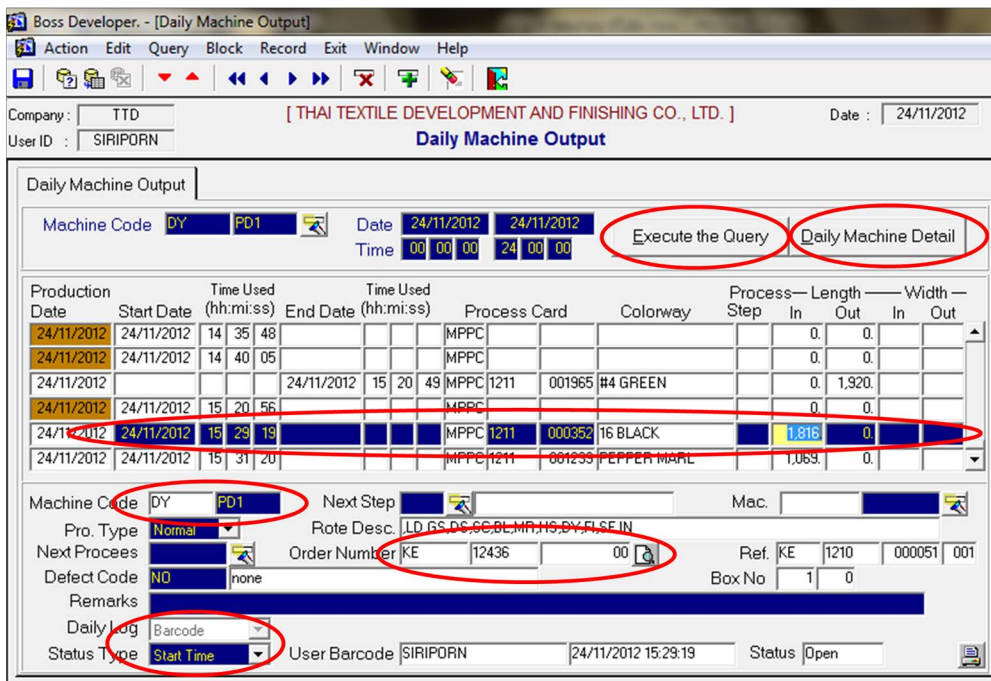 Boss Developer. - [Daily Machine Output]
Action Edit Query Block Record Exit Window Help
Company : TTD [ THAI TEXTILE DEVELOPMENT AND FINISHING CO., LTD. ] Date : 24/11/2012
User ID : SIRIPORN Daily Machine Output
Daily Machine Output
Machine Code DY PD1 Date 24/11/2012 24/11/2012 Execute the Query Daily Machine Detail
Time 00 00 00 24 00 00
Production Time Used Time Used Process Length Width
Date Start Date (hh:mi:ss) End Date (hh:mi:ss) Process Card Colorway Step In Out In Out
24/11/2012 24/11/2012 14 35 48 MPPC 0. 0.
24/11/2012 24/11/2012 14 40 05 MPPC 0. 0.
24/11/2012 24/11/2012 15 20 49 MPPC 1211 001965 #4 GREEN 0. 1,920.
24/11/2012 24/11/2012 15 20 56 MPPC 0. 0.
24/11/2012 24/11/2012 15 29 19 MPPC 1211 000352 16 BLACK 1,816. 0.
24/11/2012 24/11/2012 15 31 20 MPPC 1211 001233 PEPPER MARL 1,069. 0.
Machine Code DY PD1 Next Step Mac.
Pro. Type Normal Rote Desc. ,LD,GS,DS,SC,BL,MR,HS,DY,FI,SE,IN
Next Procees Order Number KE 12436 00 Ref. KE 1210 000051 001
Defect Code NO none Box No 1 0
Remarks
Daily Log Barcode
Status Type Start Time User Barcode SIRIPORN 24/11/2012 15:29:19 Status Open